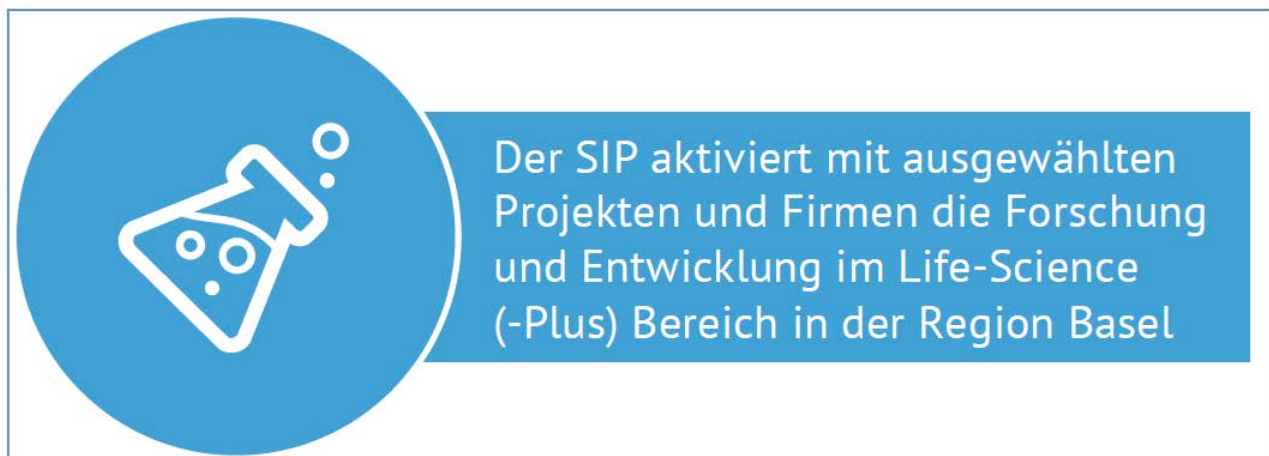 Der SIP aktiviert mit ausgewählten
Projekten und Firmen die Forschung
und Entwicklung im Life-Science
(-Plus) Bereich in der Region Basel